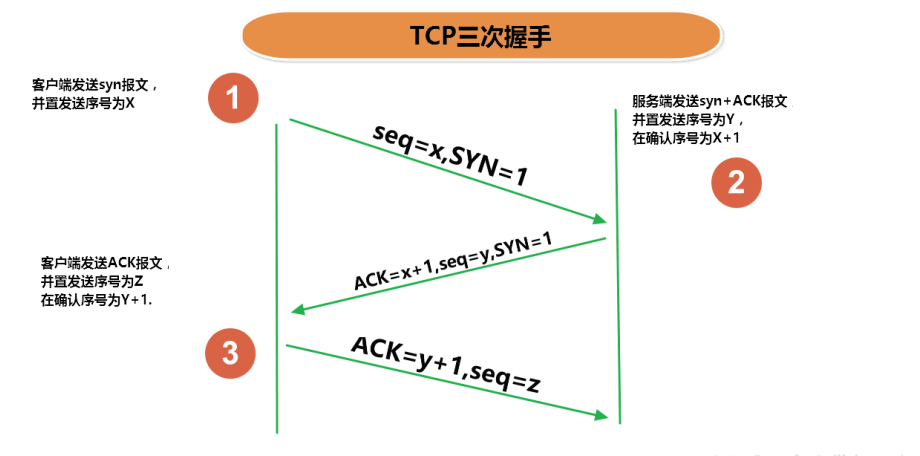 TCP三次握手
客户端发送syn报文，
并置发送序号为X
1
服务端发送syn+ACK报文
并置发送序号为Y，
在确认序号为X+1
2
seq=x,SYN=1
ACK=x+1,seq=y,SYN=1
客户端发送ACK报文，
并置发送序号为Z
在确认序号为Y+1.
3
ACK=y+1,seq=z